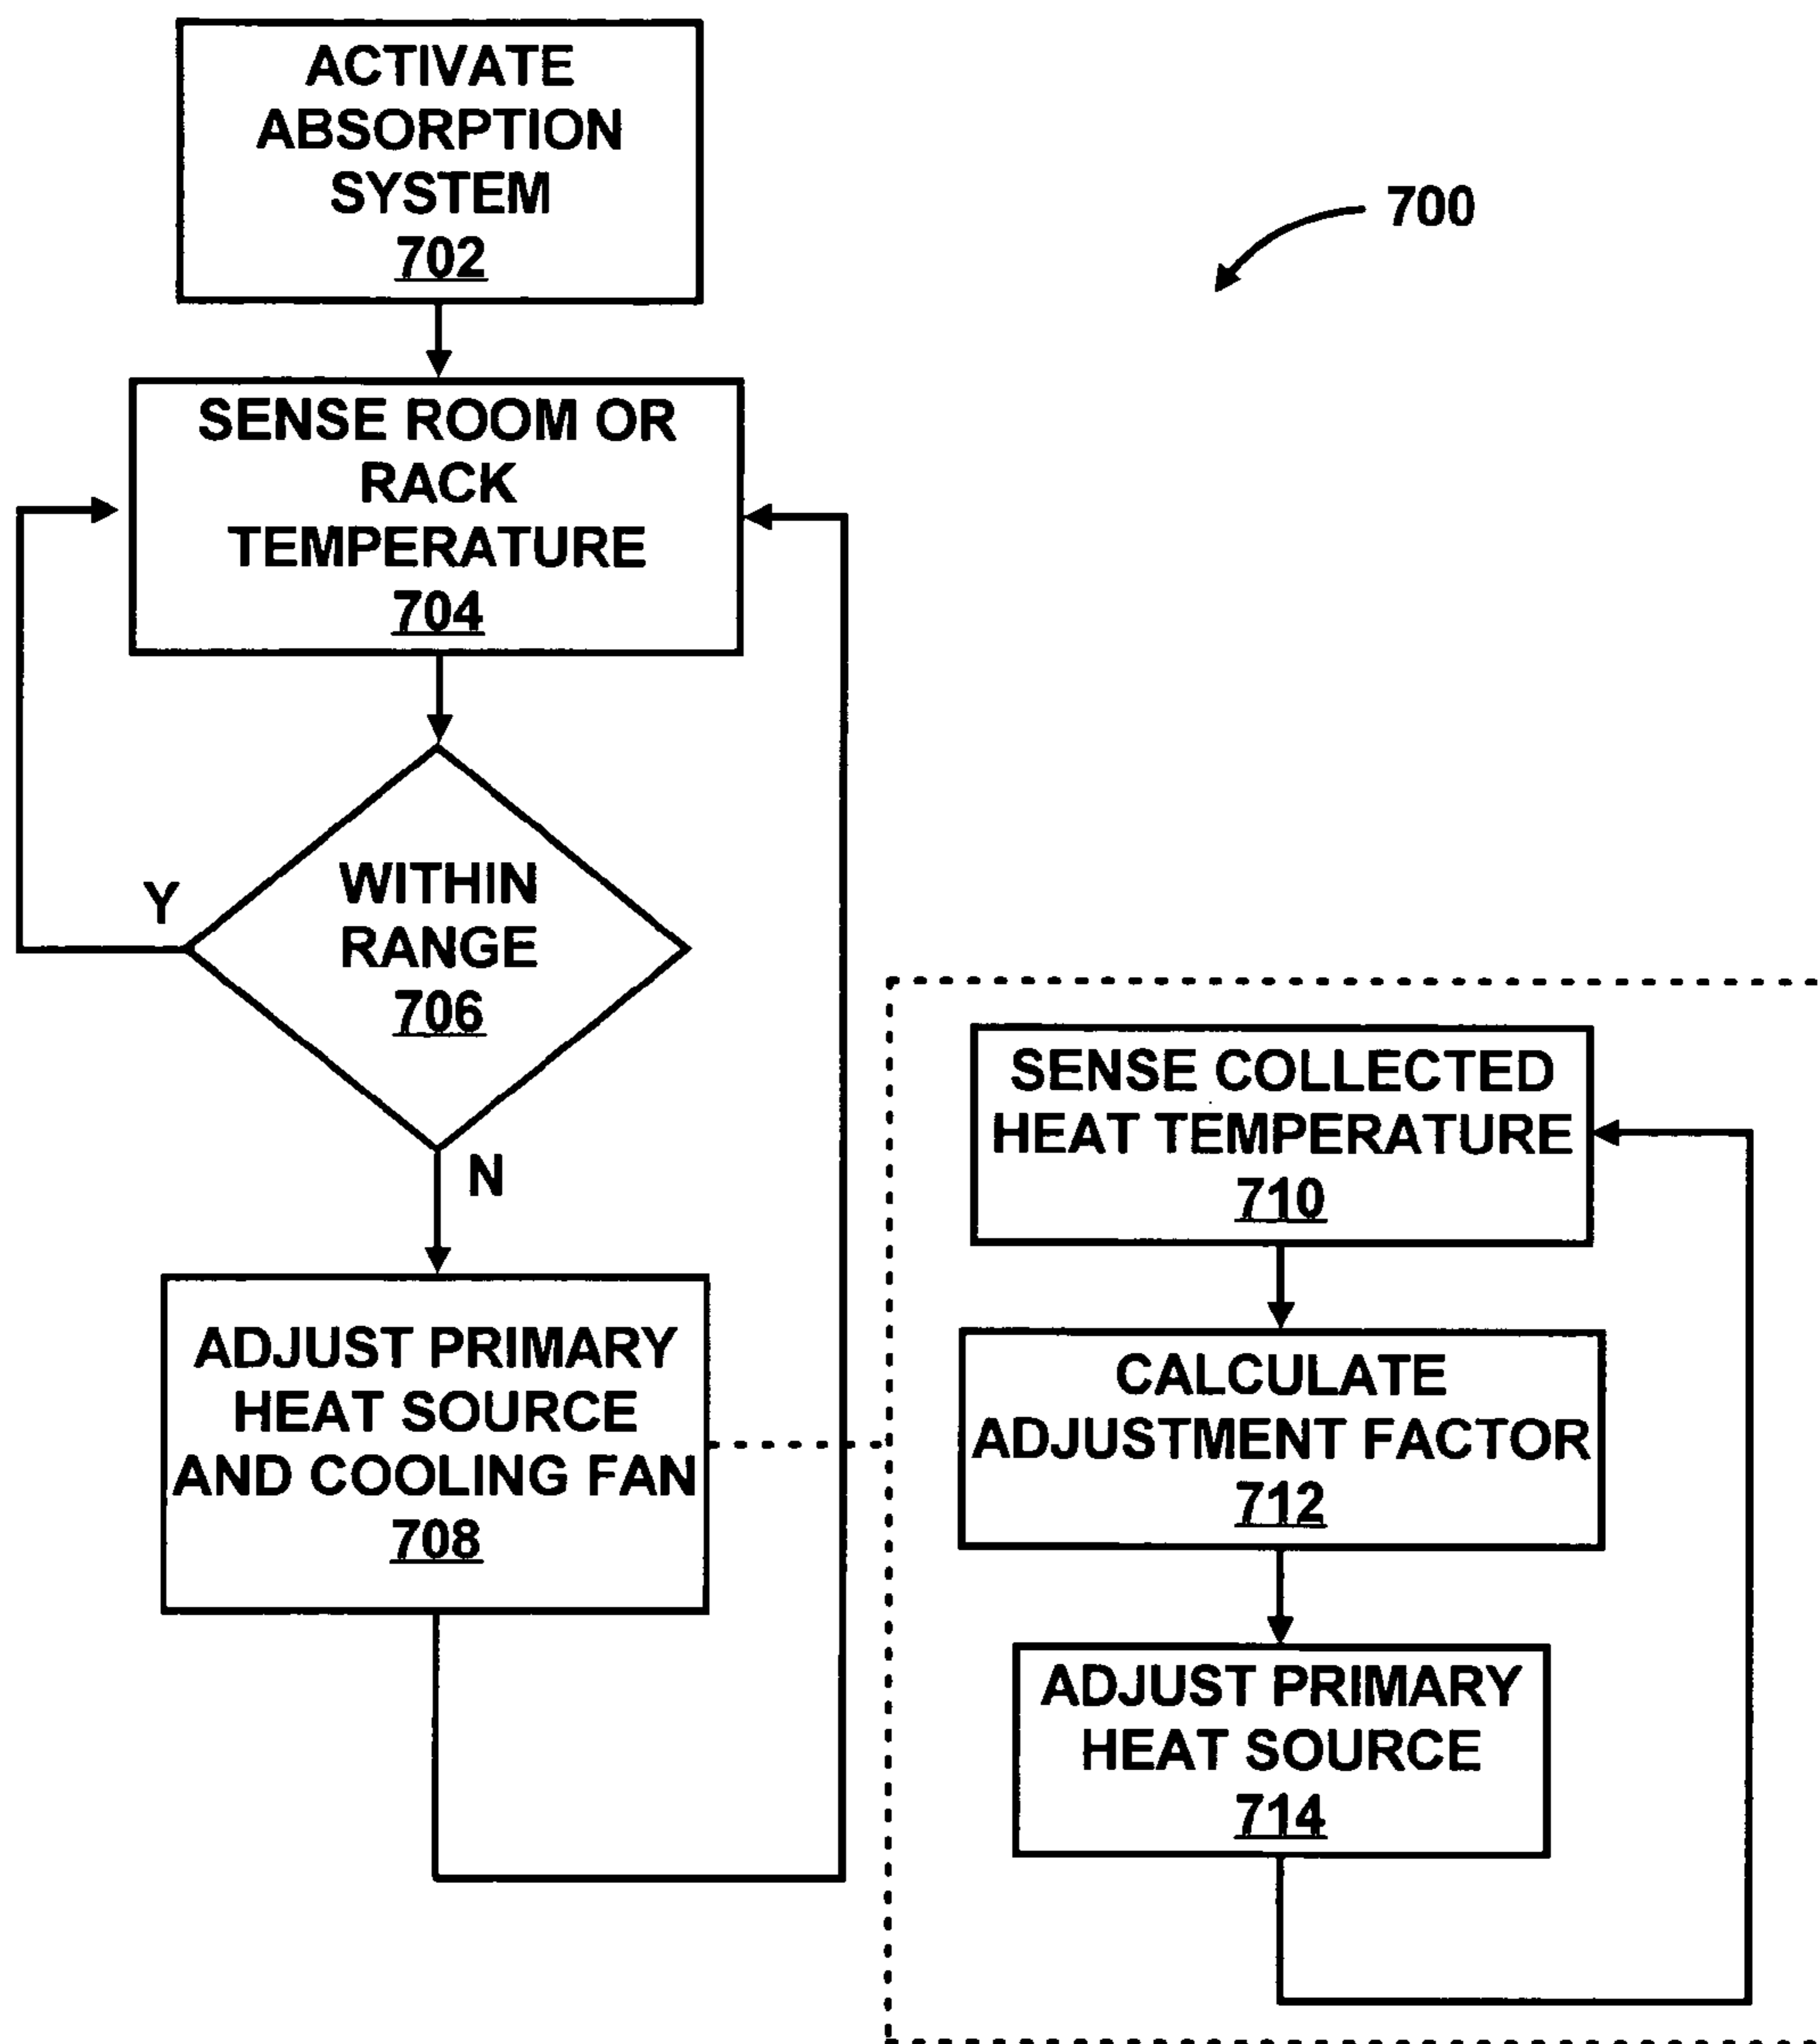 ACTIVATE
ABSORPTION
SYSTEM
702
700
SENSE ROOM OR
RACK
TEMPERATURE
704
Y
WITHIN
RANGE
706
N
ADJUST PRIMARY
HEAT SOURCE
AND COOLING FAN
708
SENSE COLLECTED
HEAT TEMPERATURE
710
CALCULATE
ADJUSTMENT FACTOR
712
ADJUST PRIMARY
HEAT SOURCE
714